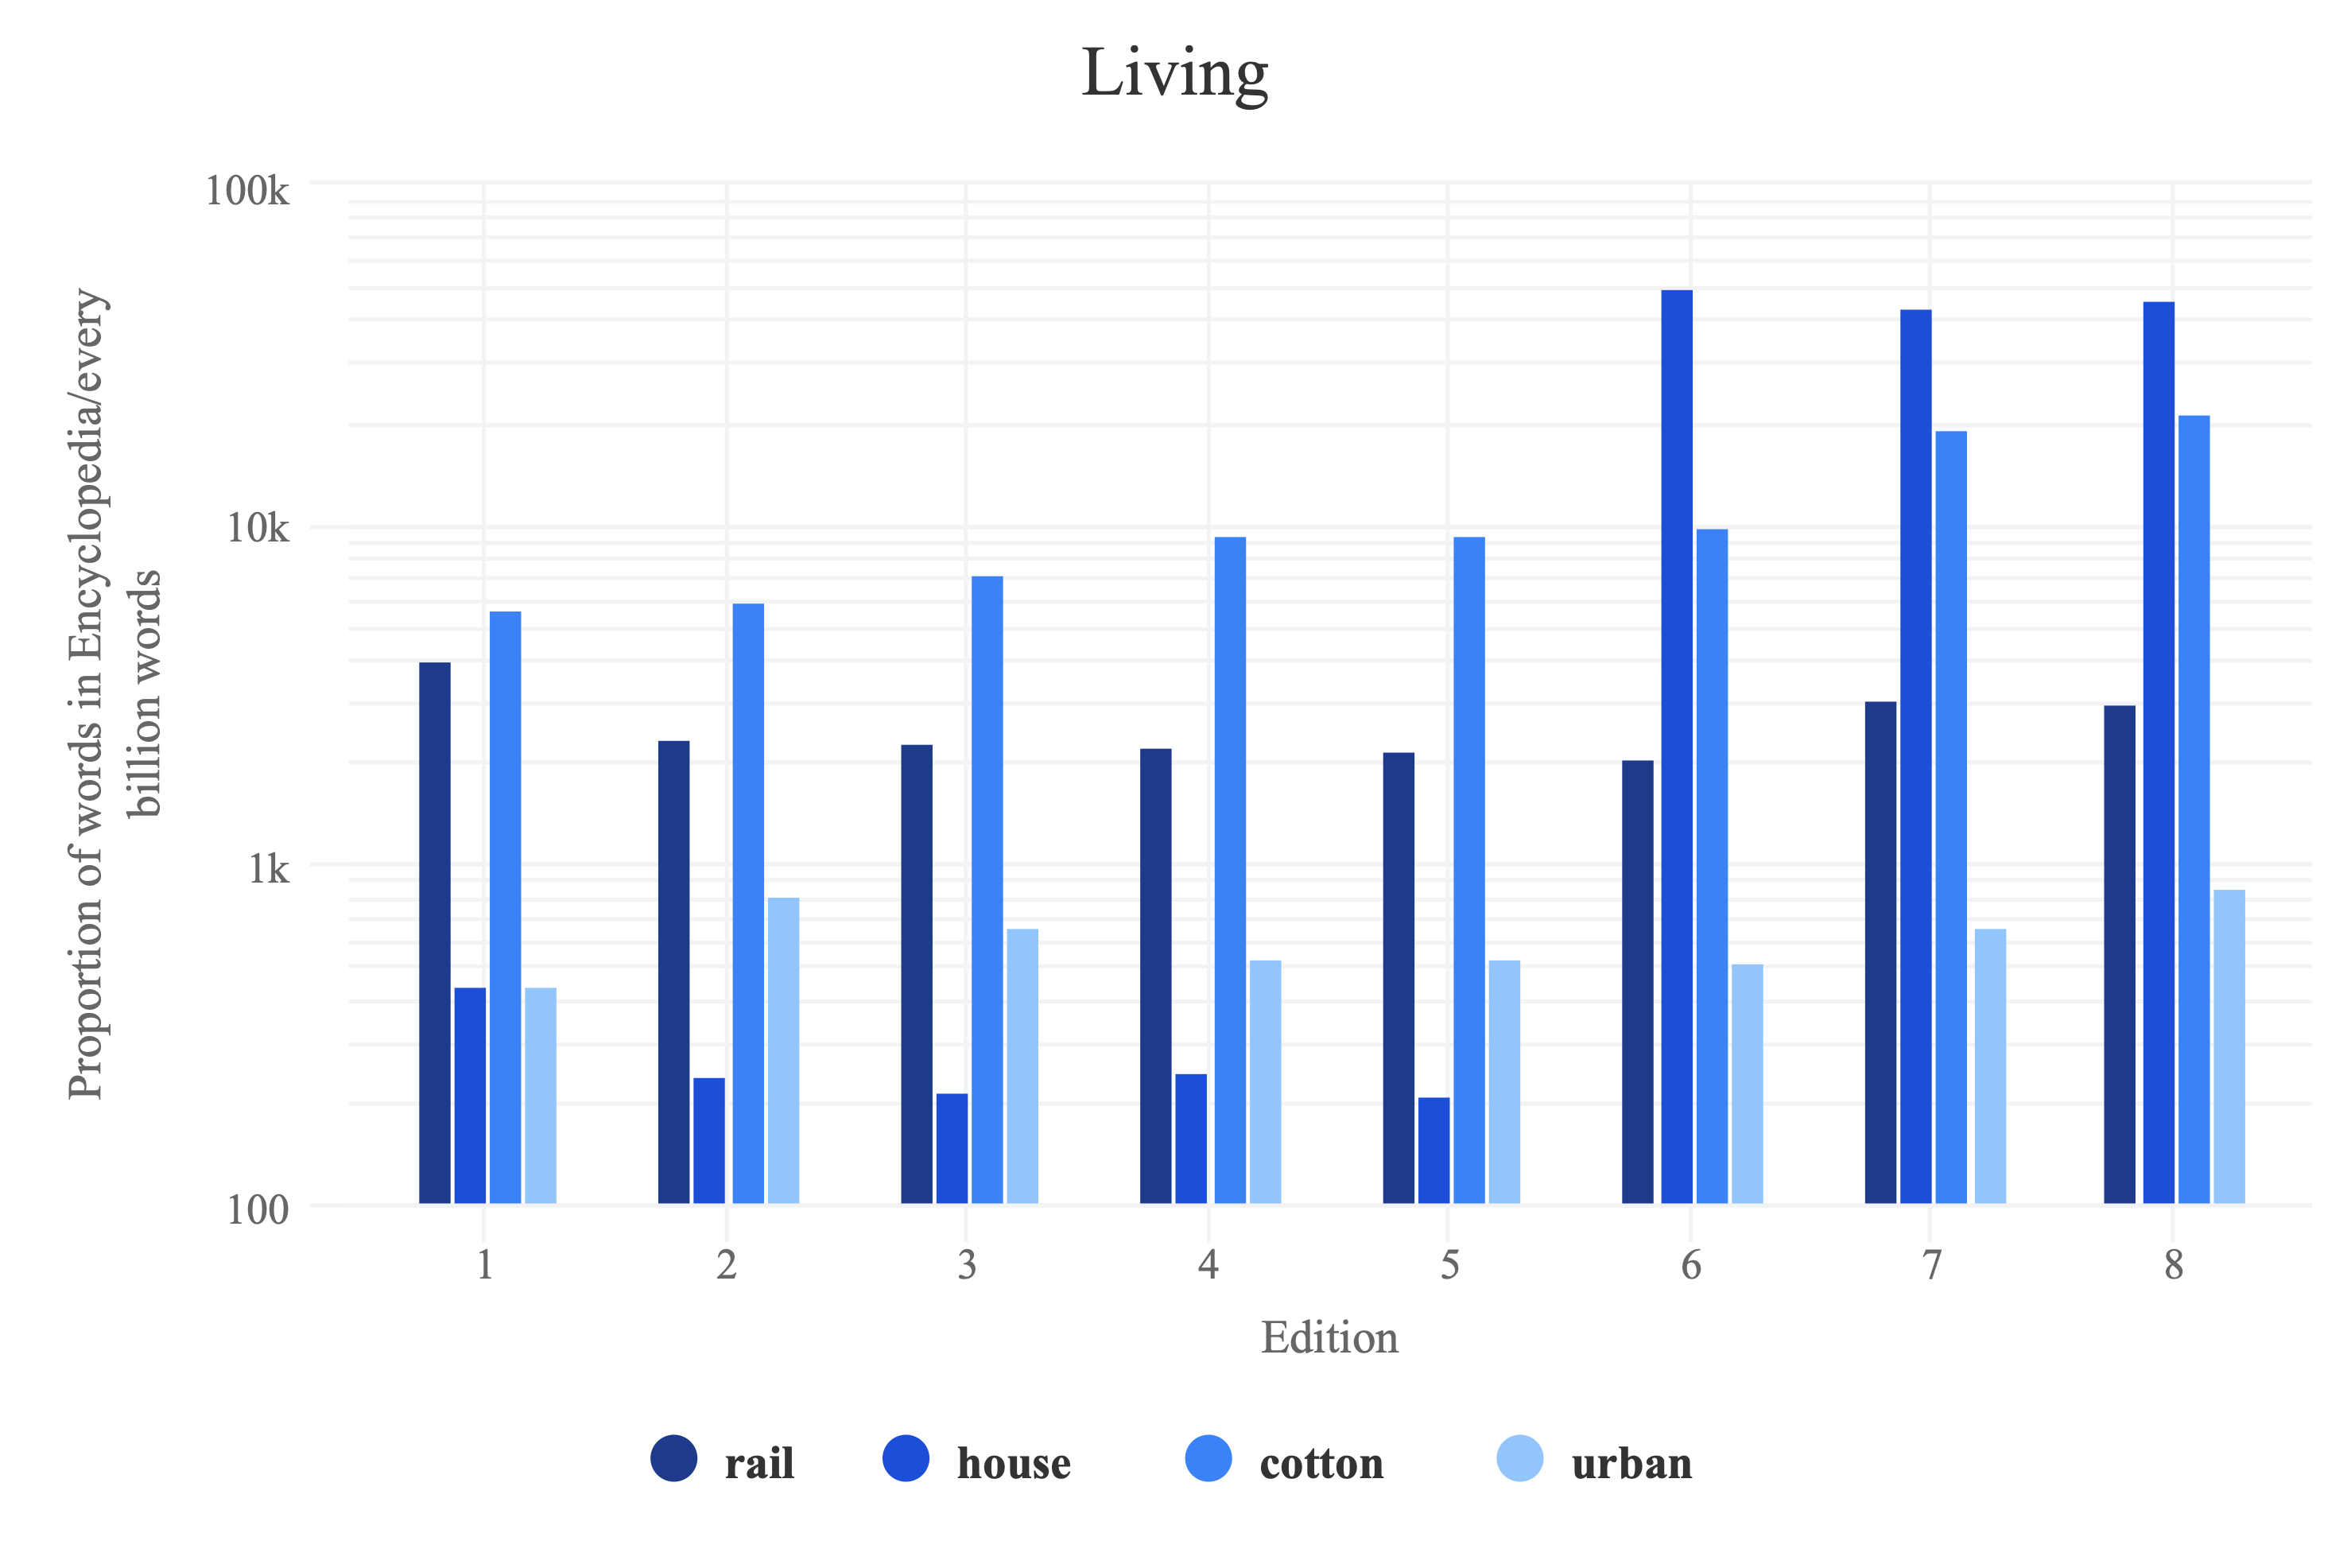 Living
Proportion of words in Encyclopedia/every
billion words
100k
10k
1k
100
1 2 3 4 5 6 7 8
Edition
rail house cotton urban